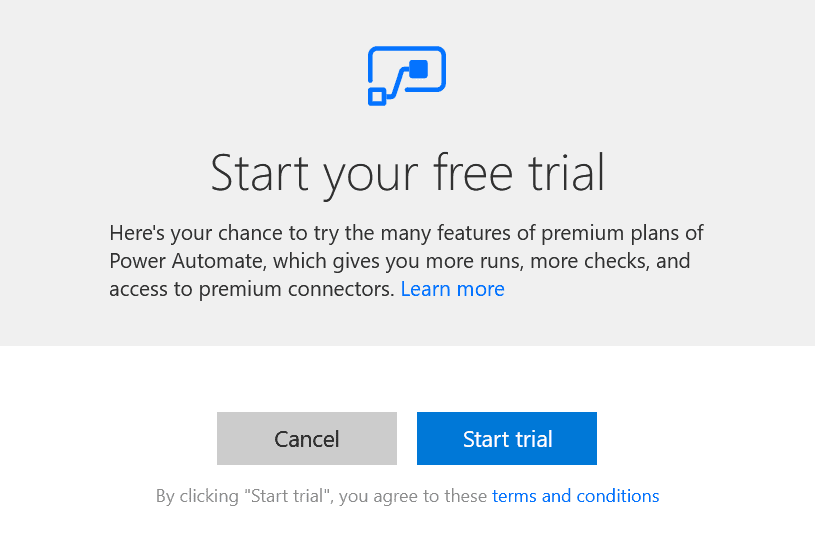 Start your free trial
Here's your chance to try the many features of premium plans of
Power Automate, which gives you more runs, more checks, and
access to premium connectors. Learn more
Cancel
Start trial
By clicking "Start trial", you agree to these terms and conditions